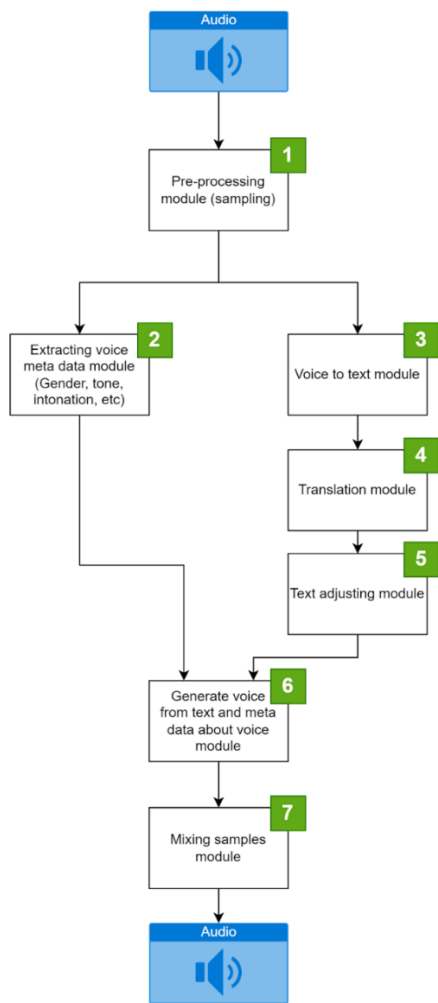 Audio
1
Pre-processing
module (sampling)
2
Extracting voice
meta data module
(Gender, tone,
intonation, etc)
3
Voice to text module
4
Translation module
5
Text adjusting module
6
Generate voice
from text and meta
data about voice
module
7
Mixing samples
module
Audio